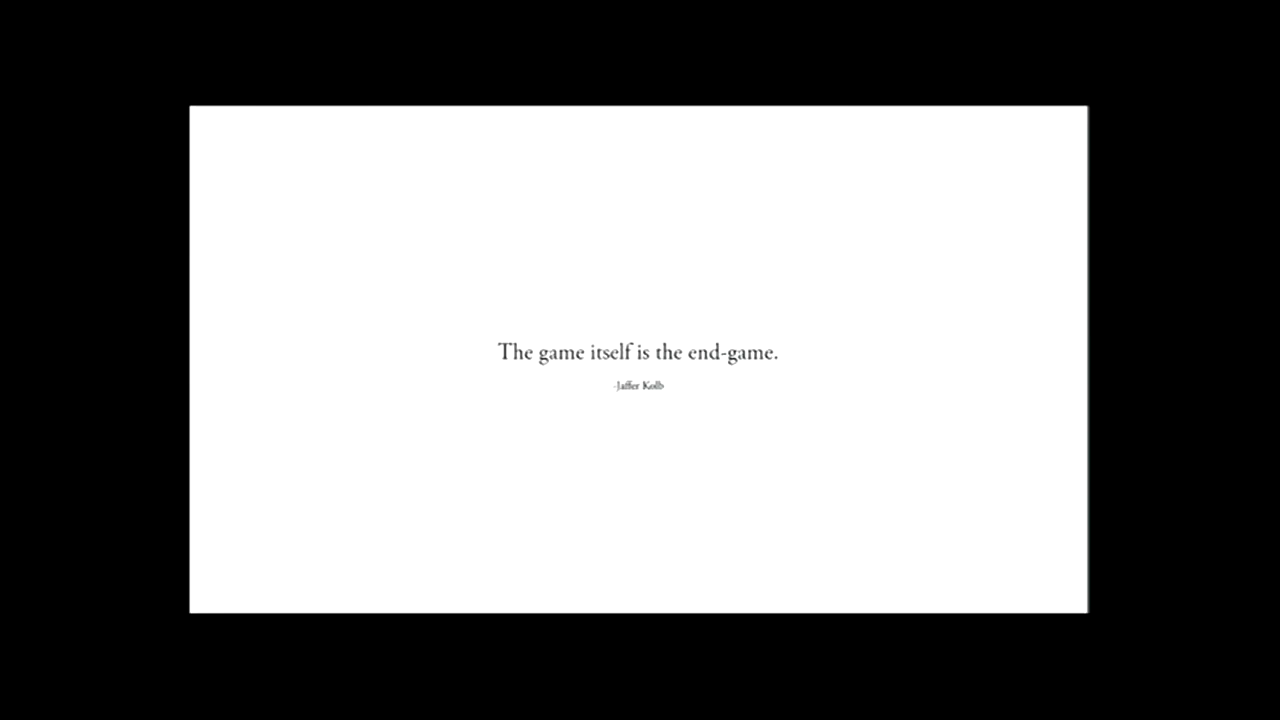 The game itself is the end-game.
-Jaffer Kolb